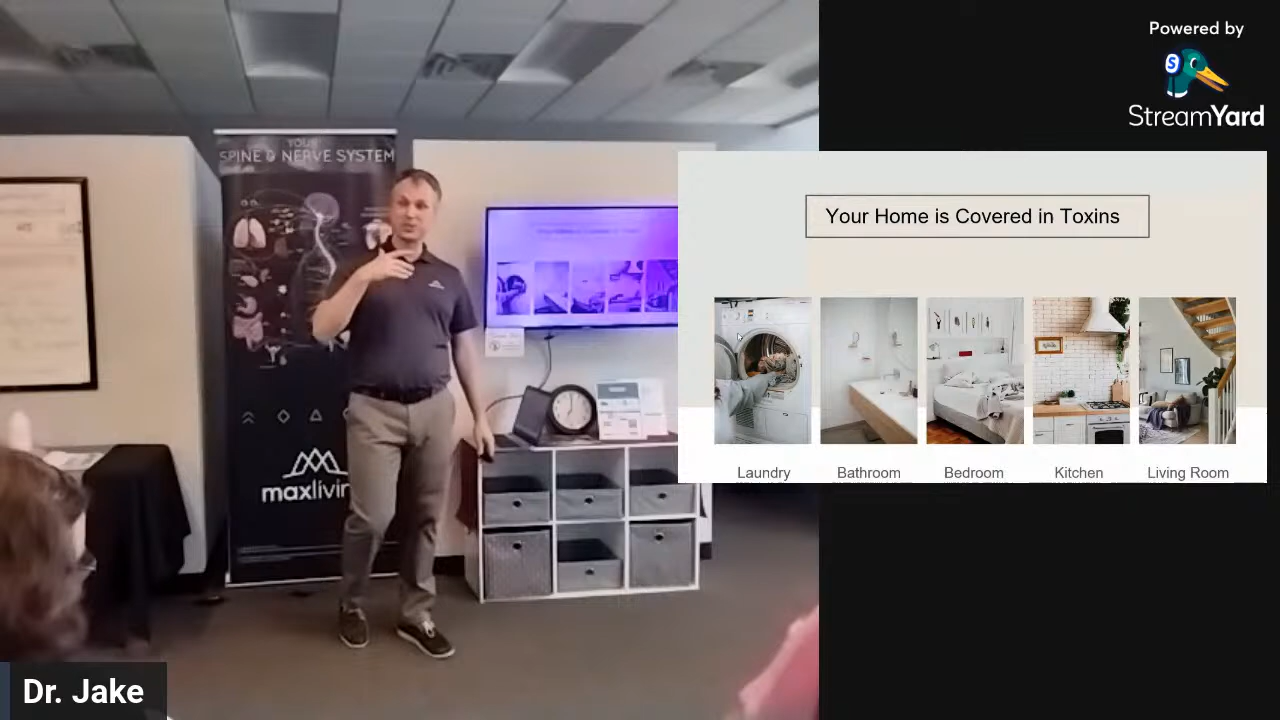 Powered by
StreamYard
YOUR
SPINE & NERVE SYSTEM
maxlivin
Your Home is Covered in Toxins
Laundry
Bathroom
Bedroom
Kitchen
Living Room
Dr. Jake